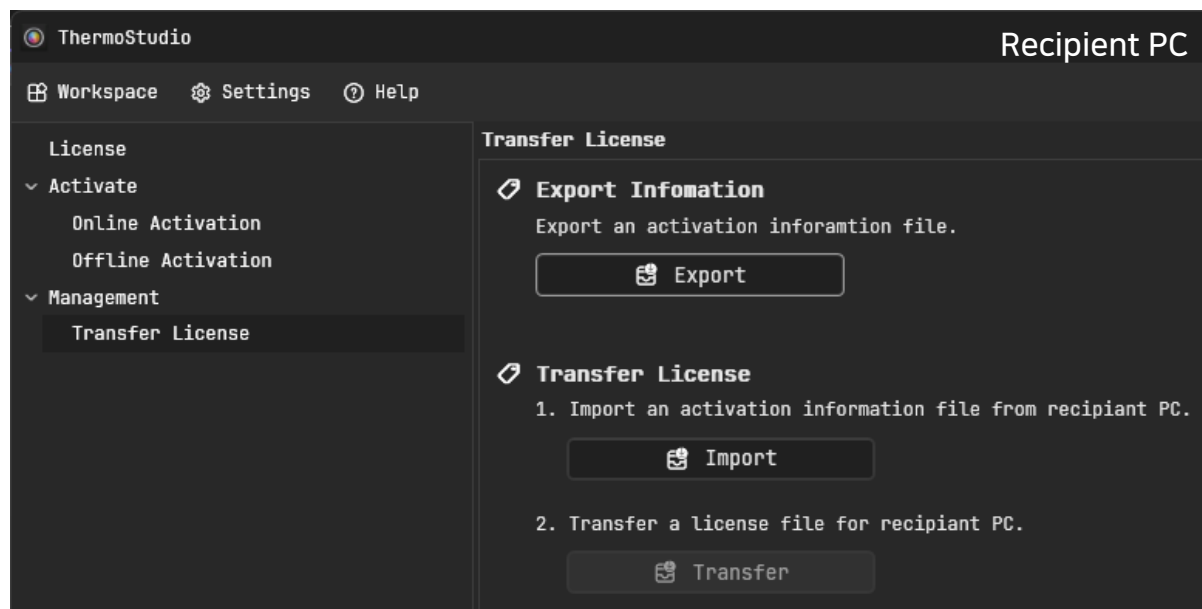 ThermoStudio
Recipient PC
Workspace Settings Help
License
Activate
Online Activation
Offline Activation
Management
Transfer License
Transfer License
Export Infomation
Export an activation inforamtion file.
Export
Transfer License
1. Import an activation information file from recipiant PC.
Import
2. Transfer a license file for recipiant PC.
Transfer